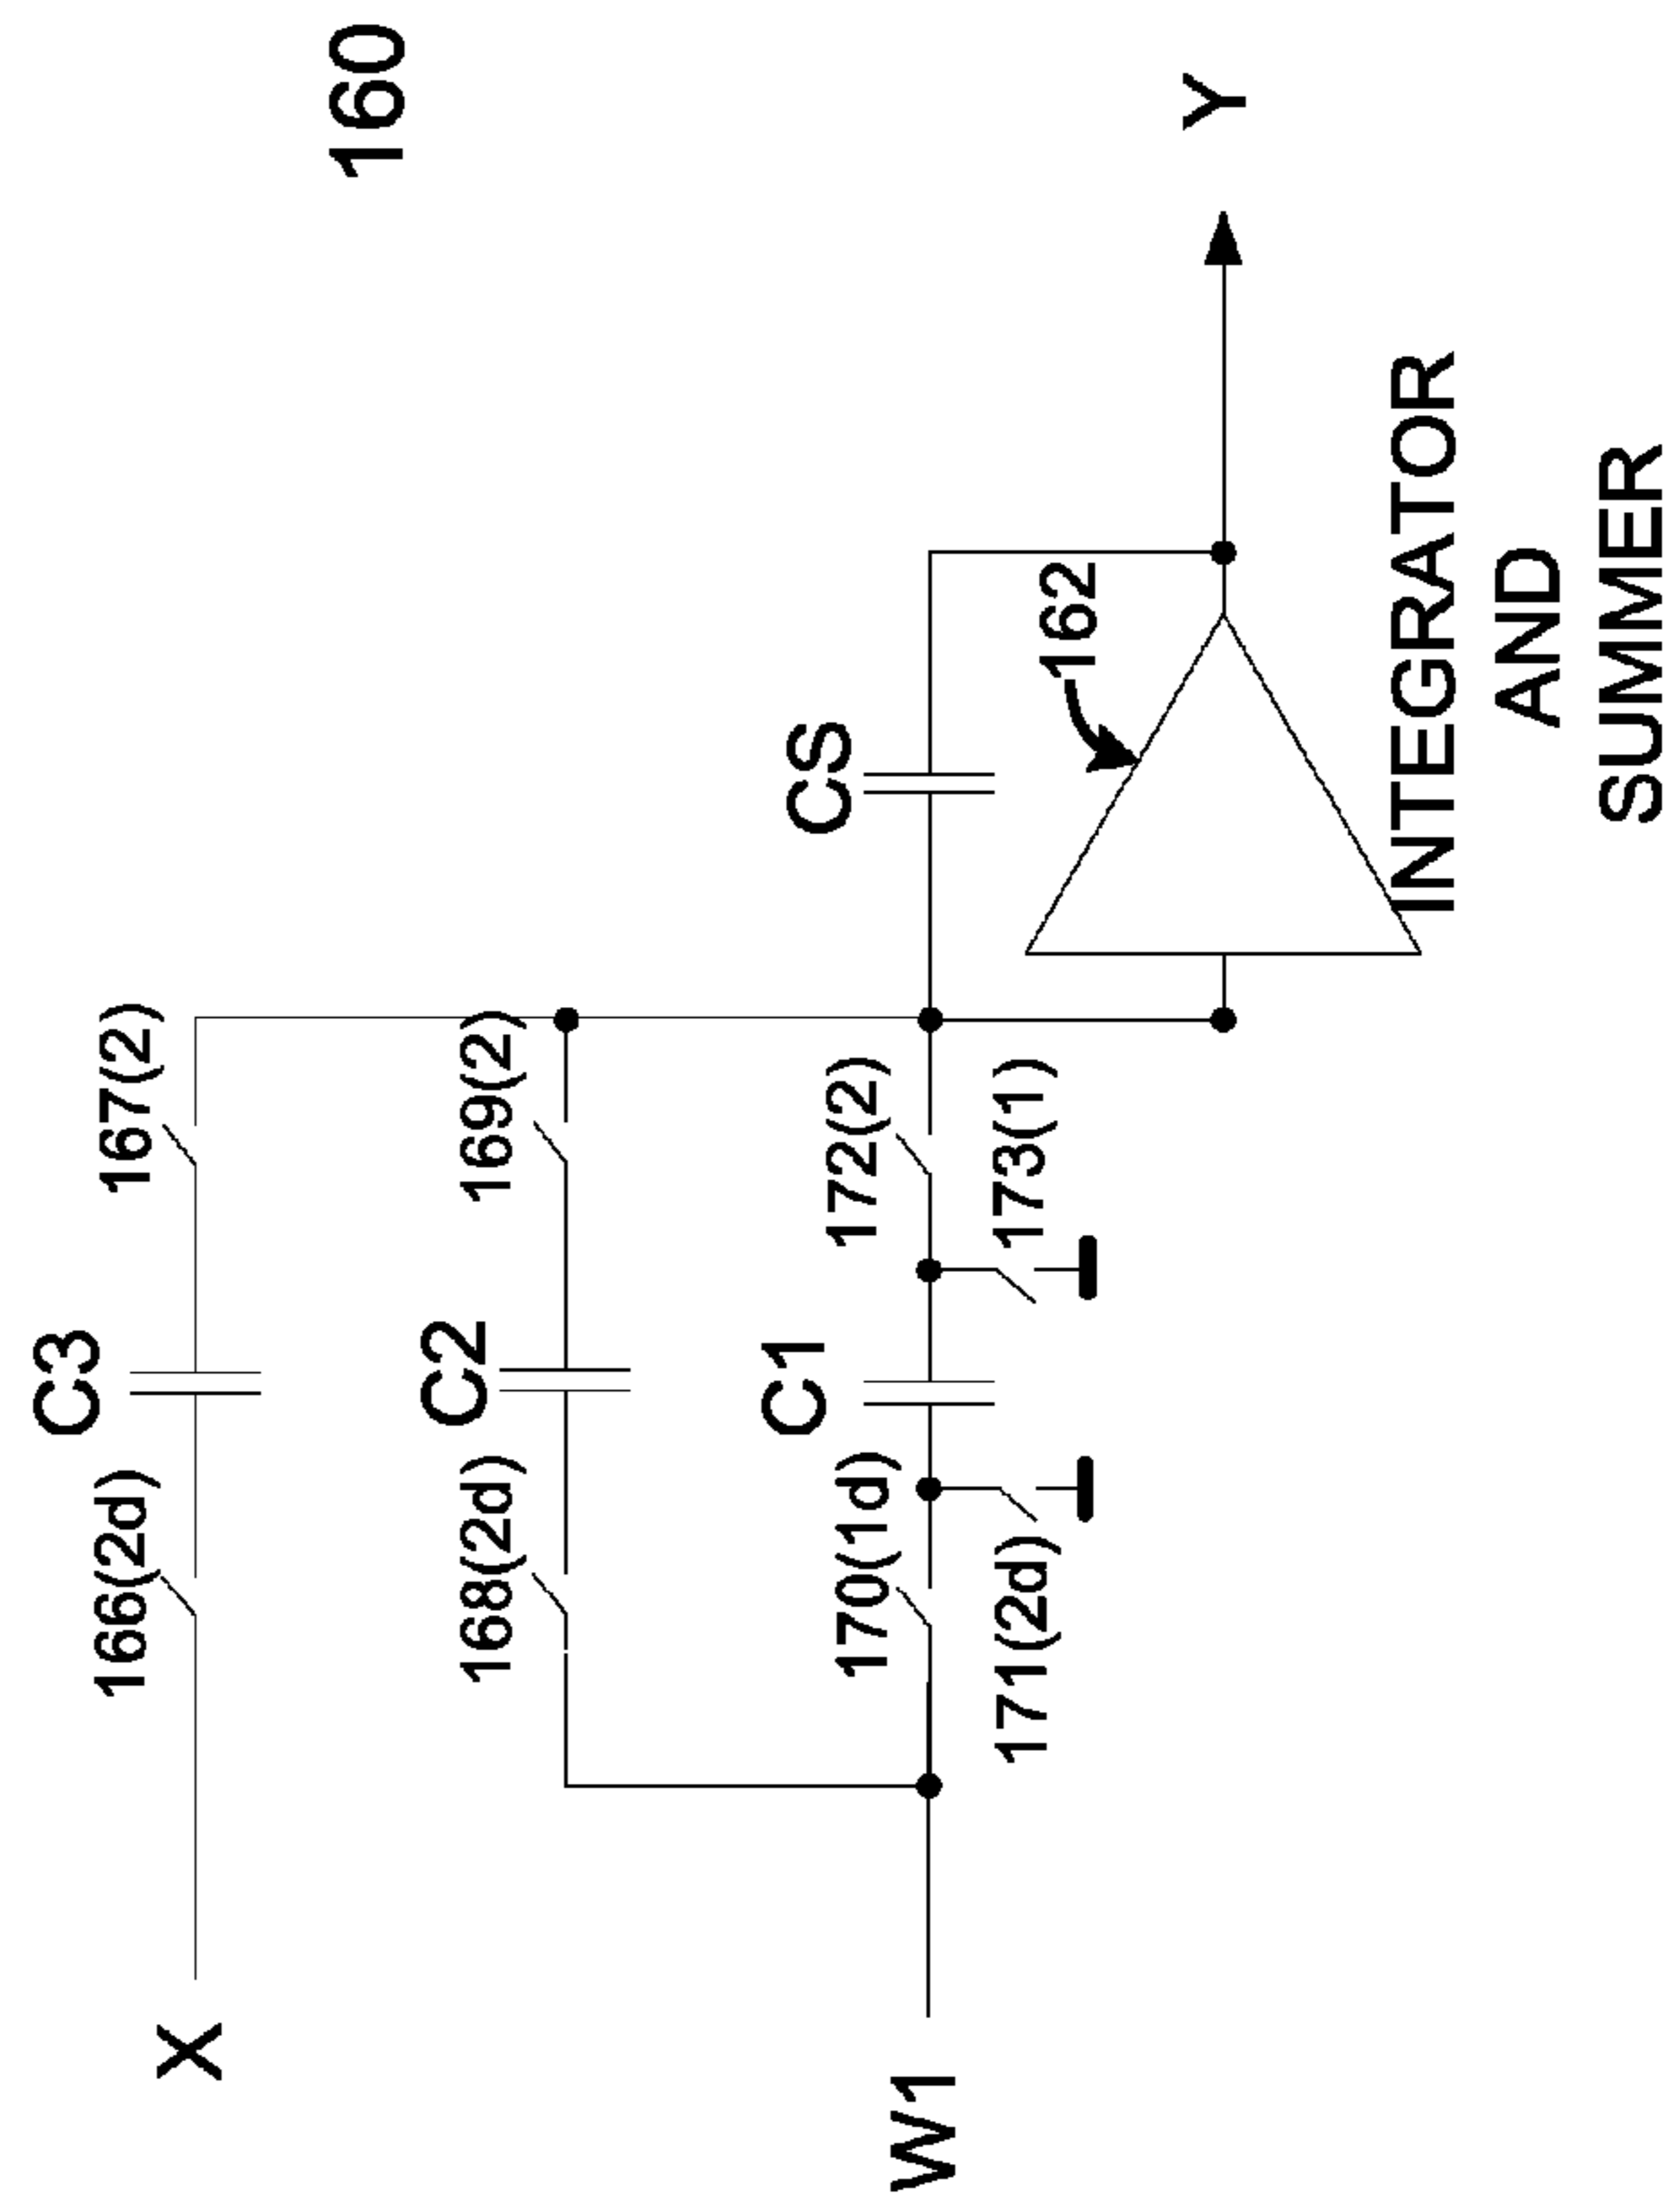 160
C3
166(2d)
167(2)
X
C2
168(2d)
169(2)
C1
170(1d)
172(2)
171(2d)
173(1)
W1
CS
162
Y
INTEGRATOR
AND
SUMMER